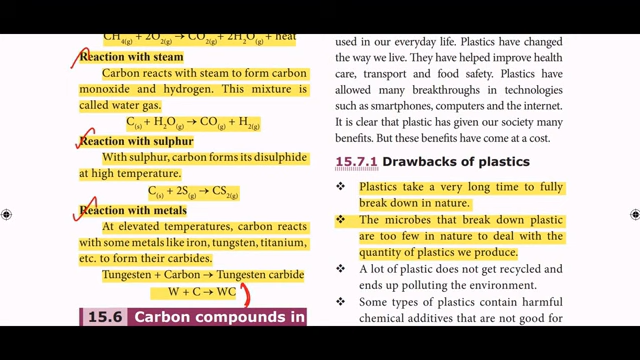 CH4(g) + 2O2(g) → CO2(g) + 2H2O(g) + heat
Reaction with steam
Carbon reacts with steam to form carbon
monoxide and hydrogen. This mixture is
called water gas.
C(s) + H2O(g) → CO(g) + H2(g)
Reaction with sulphur
With sulphur, carbon forms its disulphide
at high temperature.
C(s) + 2S(g) → CS2(g)
Reaction with metals
At elevated temperatures, carbon reacts
with some metals like iron, tungsten, titanium,
etc. to form their carbides.
Tungesten + Carbon → Tungesten carbide
W + C → WC
15.6 Carbon compounds in
used in our everyday life. Plastics have changed
the way we live. They have helped improve health
care, transport and food safety. Plastics have
allowed many breakthroughs in technologies
such as smartphones, computers and the internet.
It is clear that plastic has given our society many
benefits. But these benefits have come at a cost.
15.7.1 Drawbacks of plastics
❖ Plastics take a very long time to fully
break down in nature.
❖ The microbes that break down plastic
are too few in nature to deal with the
quantity of plastics we produce.
❖ A lot of plastic does not get recycled and
ends up polluting the environment.
❖ Some types of plastics contain harmful
chemical additives that are not good for